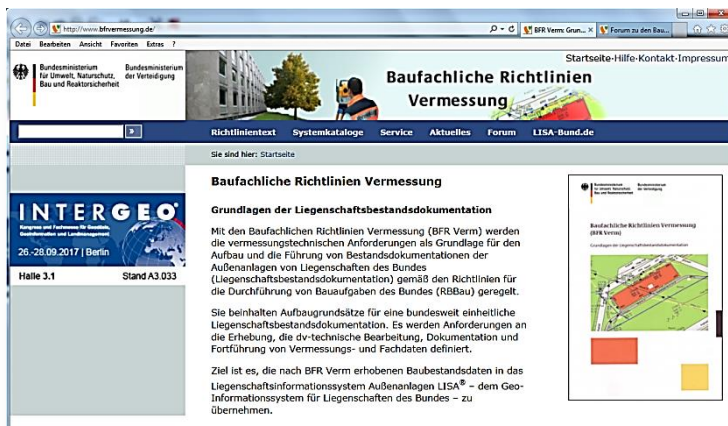 http://www.bfrvermessung.de/
BFR Verm: Grun...
Forum zu den Bau...
Datei Bearbeiten Ansicht Favoriten Extras ?
Bundesministerium
für Umwelt, Naturschutz,
Bau und Reaktorsicherheit
Bundesministerium
der Verteidigung
Startseite·Hilfe·Kontakt·Impressum
Baufachliche Richtlinien
Vermessung
Richtlinientext Systemkataloge Service Aktuelles Forum LISA-Bund.de
Sie sind hier: Startseite
INTERGEO
Kongress und Fachmesse für Geodäsie,
Geoinformation und Landmanagement
26.-28.09.2017 | Berlin
Halle 3.1 Stand A3.033
Baufachliche Richtlinien Vermessung
Grundlagen der Liegenschaftsbestandsdokumentation
Mit den Baufachlichen Richtlinien Vermessung (BFR Verm) werden
die vermessungstechnischen Anforderungen als Grundlage für den
Aufbau und die Führung von Bestandsdokumentationen der
Außenanlagen von Liegenschaften des Bundes
(Liegenschaftsbestandsdokumentation) gemäß den Richtlinien für
die Durchführung von Bauaufgaben des Bundes (RBBau) geregelt.
Sie beinhalten Aufbaugrundsätze für eine bundesweit einheitliche
Liegenschaftsbestandsdokumentation. Es werden Anforderungen an
die Erhebung, die dv-technische Bearbeitung, Dokumentation und
Fortführung von Vermessungs- und Fachdaten definiert.
Ziel ist es, die nach BFR Verm erhobenen Baubestandsdaten in das
Liegenschaftsinformationssystem Außenanlagen LISA® – dem Geo-
Informationssystem für Liegenschaften des Bundes – zu
übernehmen.
Baufachliche Richtlinien Vermessung
(BFR Verm)
Grundlagen der Liegenschaftsbestandsdokumentation